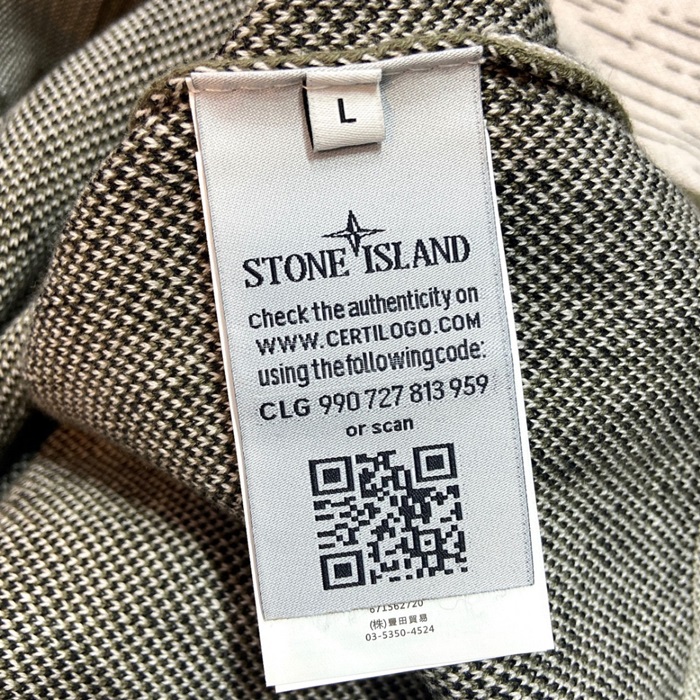 L
STONE ISLAND
check the authenticity on
WWW.CERTILOGO.COM
using the following code:
CLG 990 727 813 959
or scan
671562720
(株)豊田貿易
03-5350-4524